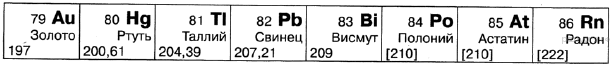 79 Au 80 Hg 81 Tl 82 Pb 83 Bi 84 Po 85 At 86 Rn
Золото Ртуть Таллий Свинец Висмут Полоний Астатин Радон
197 200,61 204,39 207,21 209 [210] [210] [222]